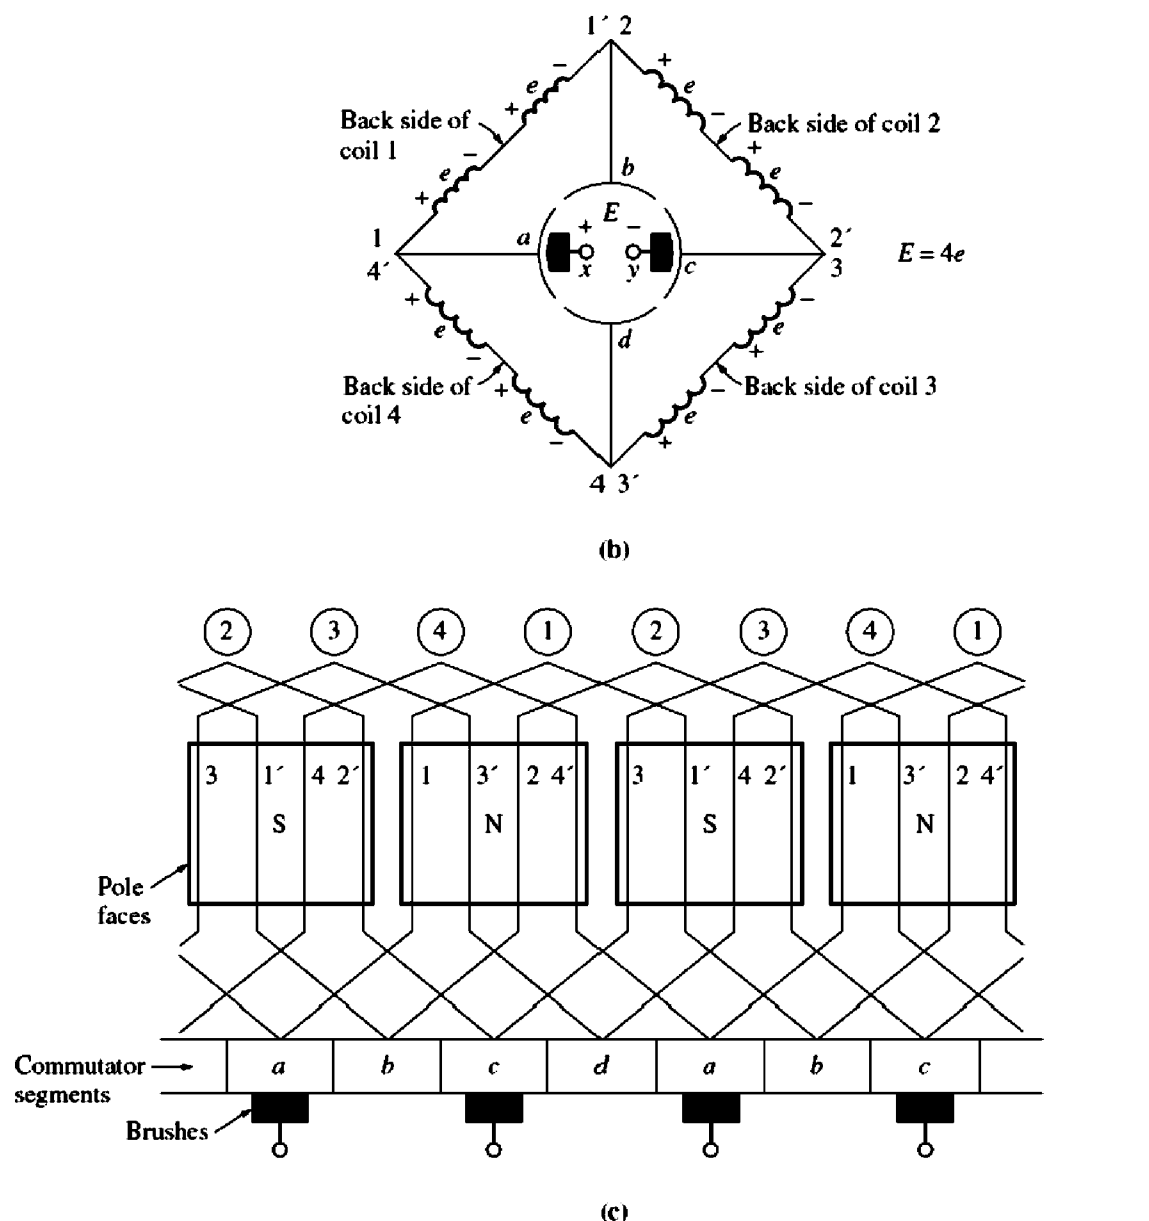 1´ 2
+ e − − e +
+ − Back side of coil 2
Back side of
coil 1
− e + + e −
b
E
+ −
1 a x y c 2´
4´ 3
E = 4e
+ e − − e +
d
Back side of
coil 4
Back side of coil 3
+ e − − e +
4 3´
(b)
2 3 4 1 2 3 4 1
3 1´ 4 2´ 1 3´ 2 4´ 3 1´ 4 2´ 1 3´ 2 4´
S N S N
Pole
faces
Commutator
segments
a b c d a b c
Brushes
(c)